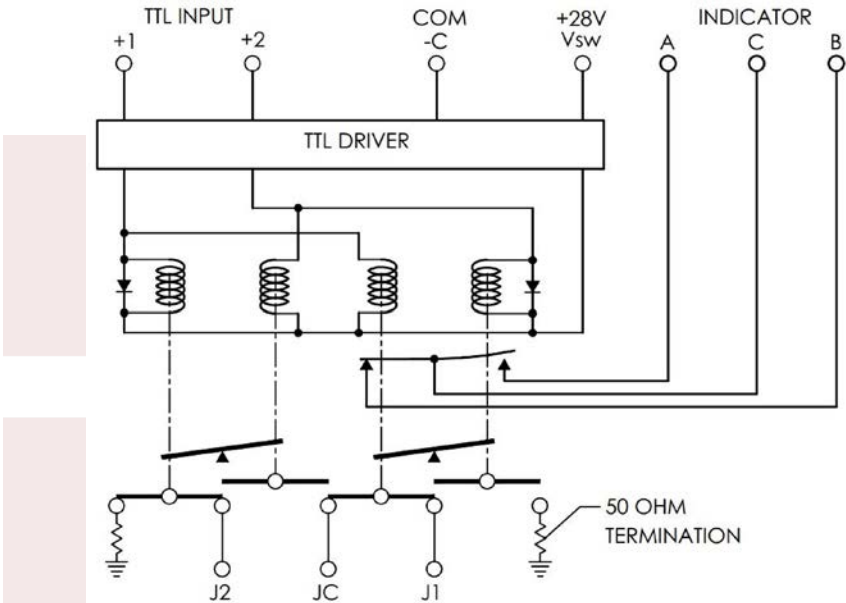 TTL INPUT COM +28V INDICATOR
+1 +2 -C Vsw A C B
TTL DRIVER
50 OHM
TERMINATION
J2 JC J1